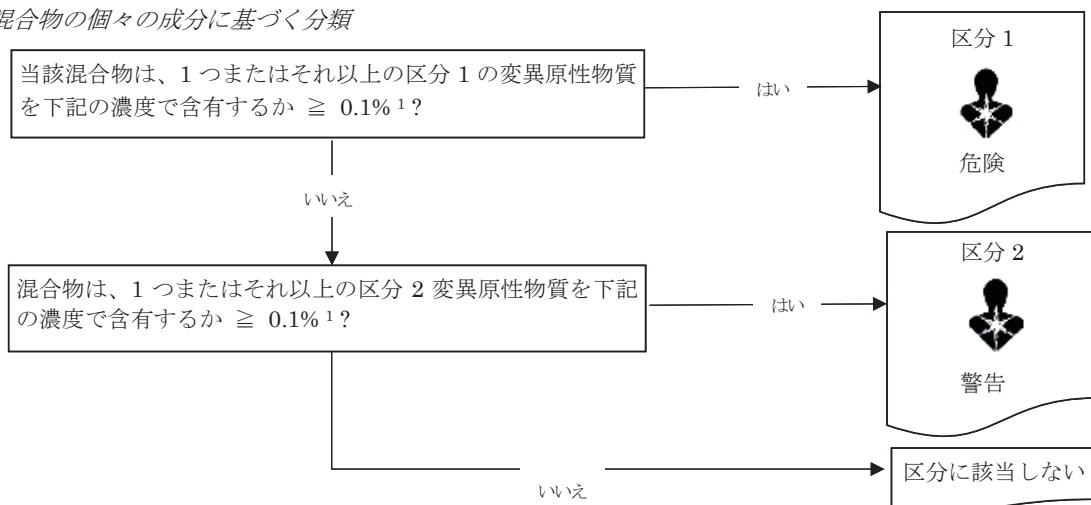 混合物の個々の成分に基づく分類
当該混合物は、1 つまたはそれ以上の区分 1 の変異原性物質
を下記の濃度で含有するか ≧ 0.1% ¹ ?
はい
区分 1
危険
いいえ
混合物は、1 つまたはそれ以上の区分 2 変異原性物質を下記
の濃度で含有するか ≧ 0.1% ¹ ?
はい
区分 2
警告
いいえ
区分に該当しない